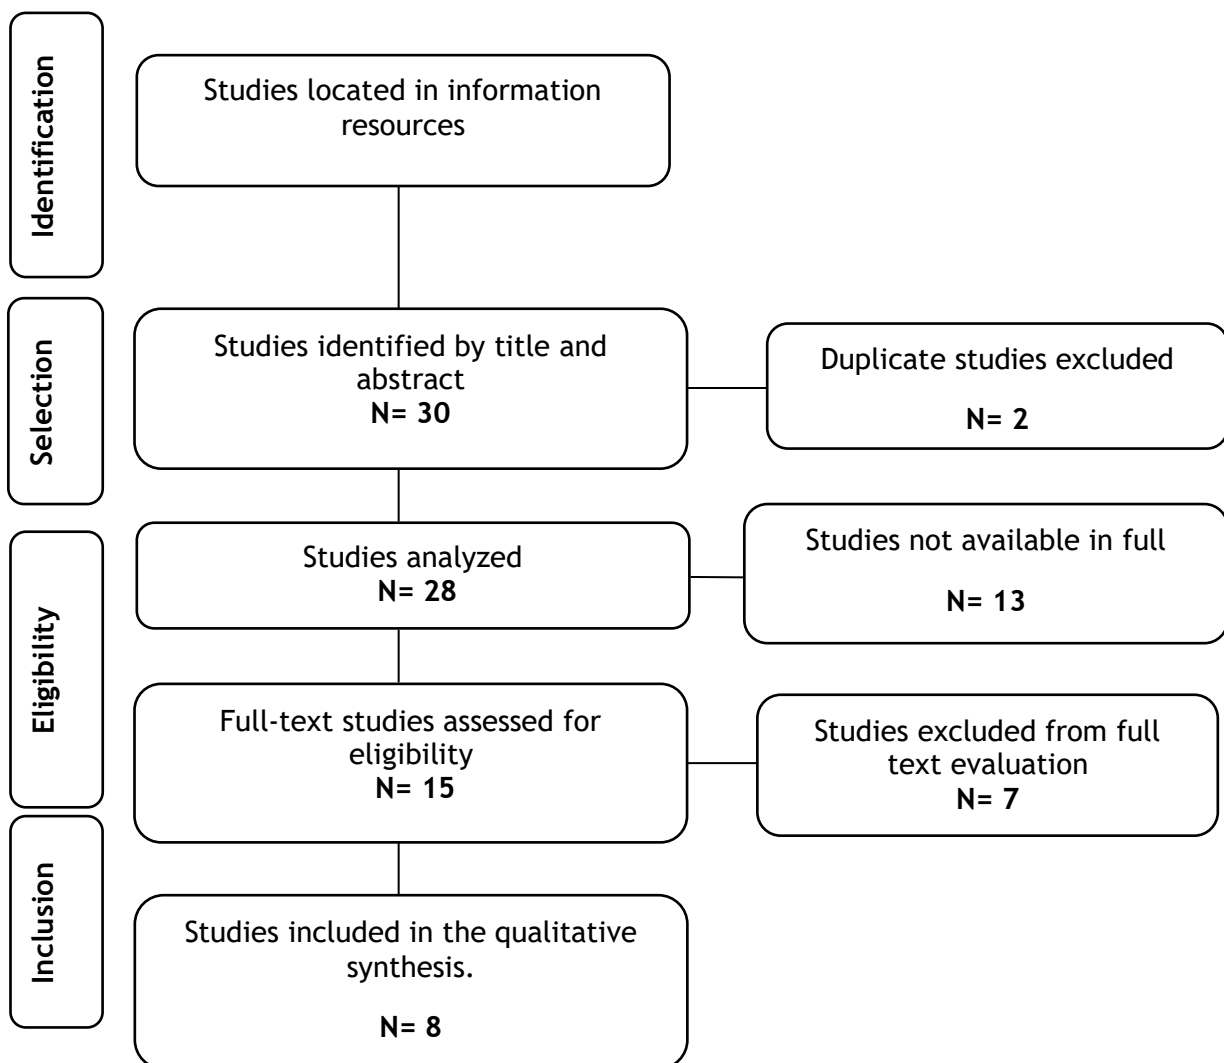 Identification
Studies located in information
resources
Selection
Studies identified by title and
abstract
N= 30
Duplicate studies excluded
N= 2
Eligibility
Studies analyzed
N= 28
Studies not available in full
N= 13
Full-text studies assessed for
eligibility
N= 15
Studies excluded from full
text evaluation
N= 7
Inclusion
Studies included in the qualitative
synthesis.
N= 8